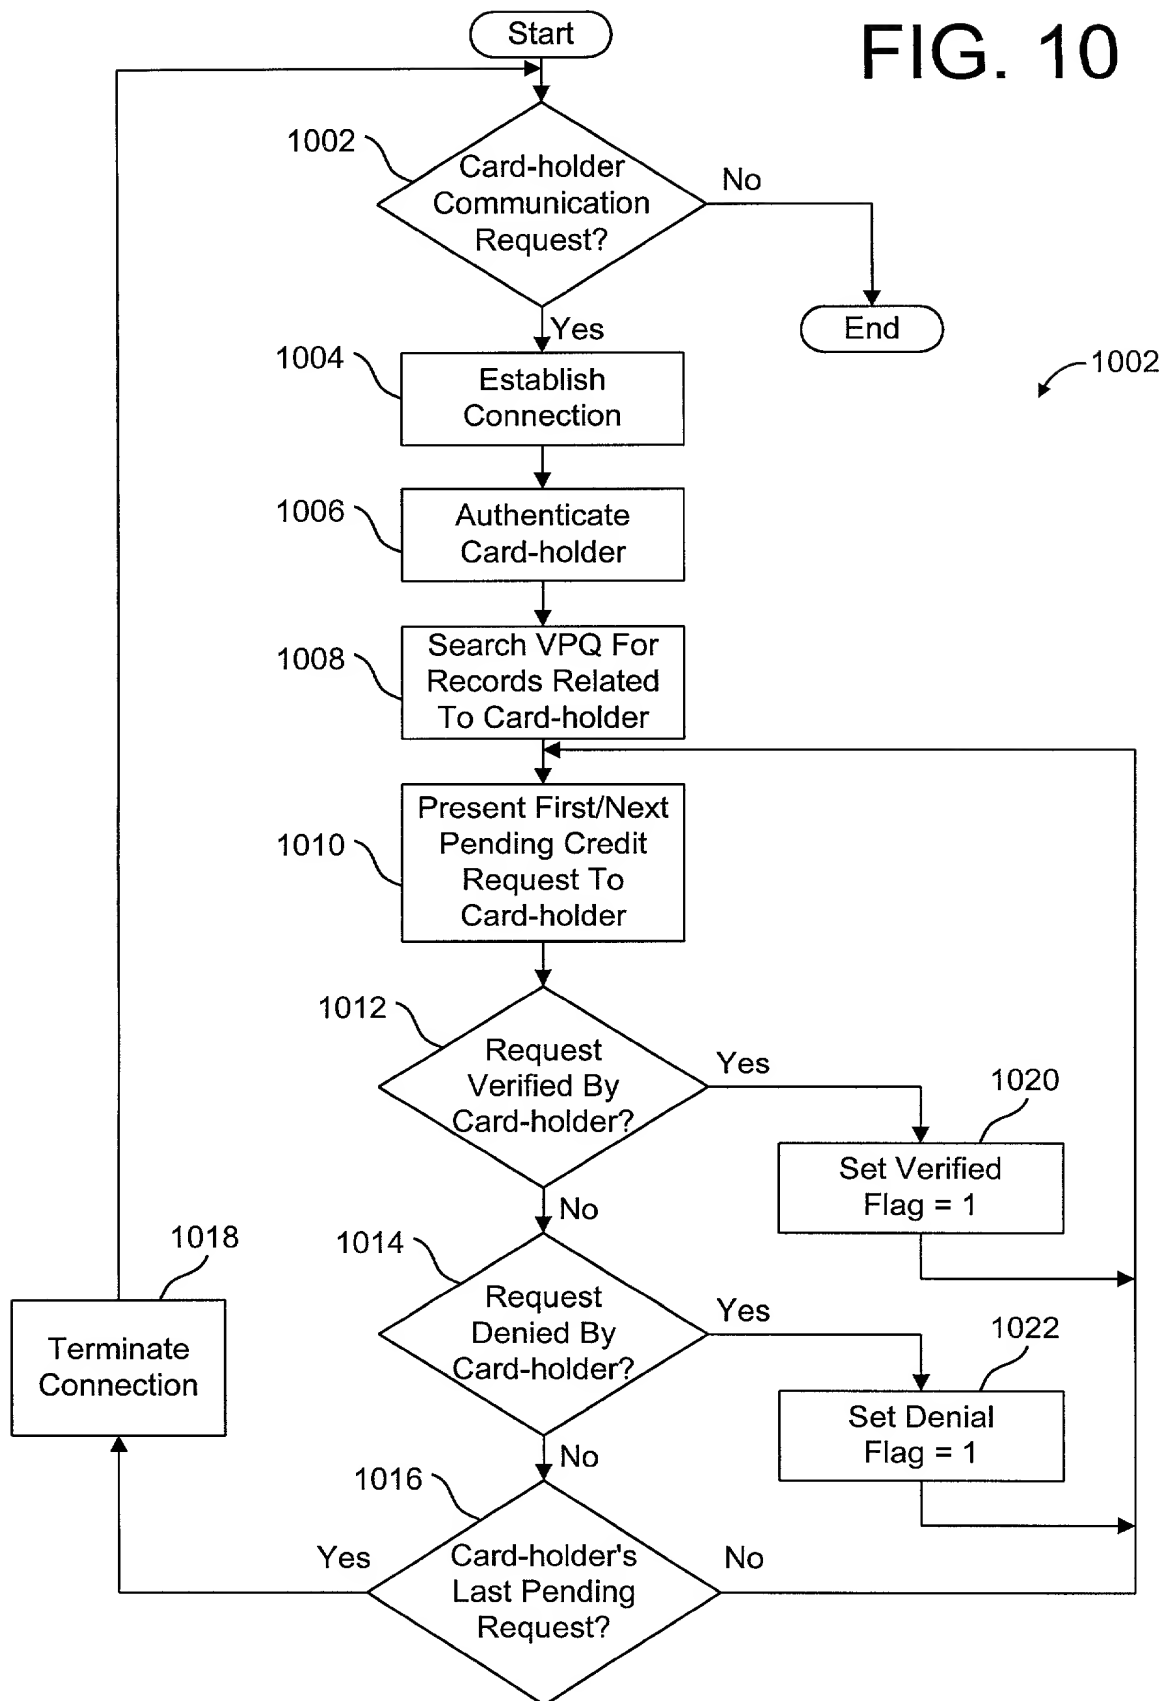 Start
FIG. 10
1002
Card-holder
Communication
Request?
No
End
Yes
1002
1004
Establish
Connection
1006
Authenticate
Card-holder
1008
Search VPQ For
Records Related
To Card-holder
1010
Present First/Next
Pending Credit
Request To
Card-holder
1012
Request
Verified By
Card-holder?
Yes
1020
Set Verified
Flag = 1
No
1018
Terminate
Connection
1014
Request
Denied By
Card-holder?
Yes
1022
Set Denial
Flag = 1
No
1016
Yes
Card-holder's
Last Pending
Request?
No